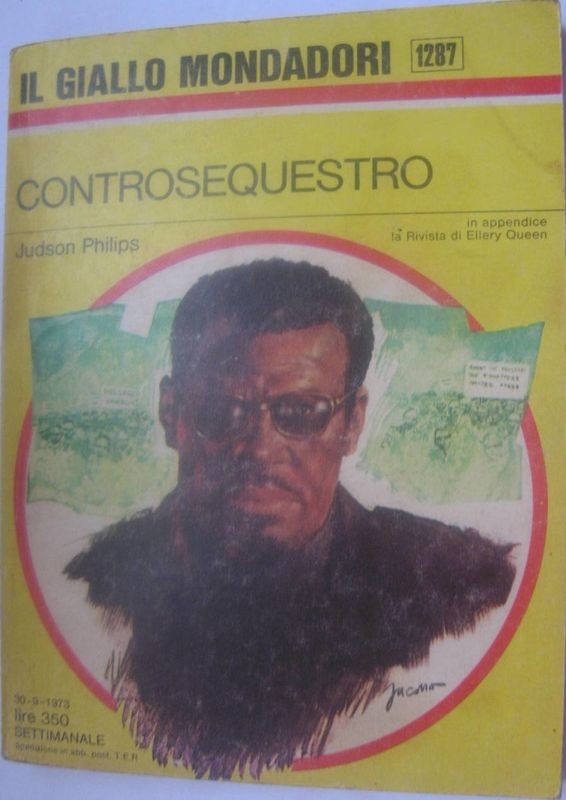 IL GIALLO MONDADORI 1287
CONTROSEQUESTRO
Judson Philips
in appendice
la Rivista di Ellery Queen
Jacono
30-9-1973
lire 350
SETTIMANALE
Spedizione in abb. post. T.E.R.